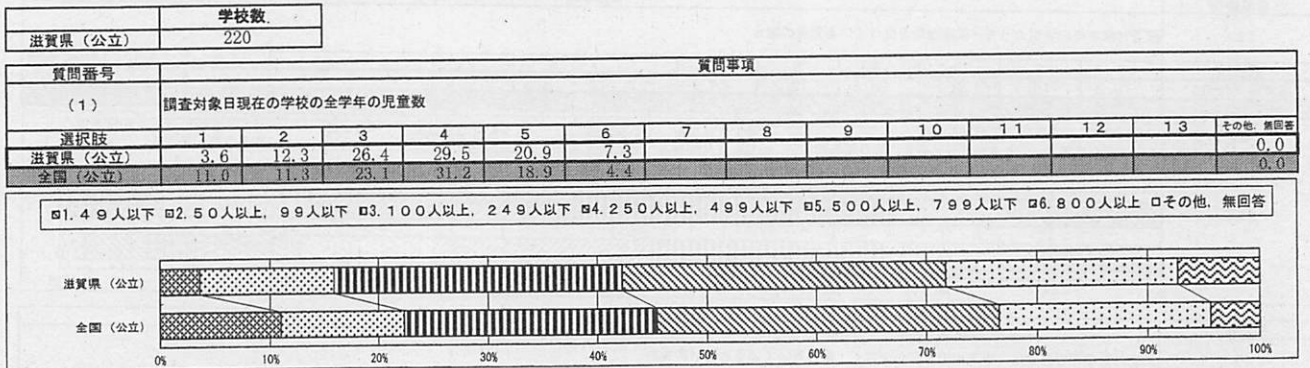 学校数
滋賀県（公立） 220
質問番号 質問事項
（１） 調査対象日現在の学校の全学年の児童数
選択肢 1 2 3 4 5 6 7 8 9 10 11 12 13 その他，無回答
滋賀県（公立） 3.6 12.3 26.4 29.5 20.9 7.3 0.0
全国（公立） 11.0 11.3 23.1 31.2 18.9 4.4 0.0
1.４９人以下 2.５０人以上，９９人以下 3.１００人以上，２４９人以下 4.２５０人以上，４９９人以下 5.５００人以上，７９９人以下 6.８００人以上 その他，無回答
滋賀県（公立）
全国（公立）
0% 10% 20% 30% 40% 50% 60% 70% 80% 90% 100%